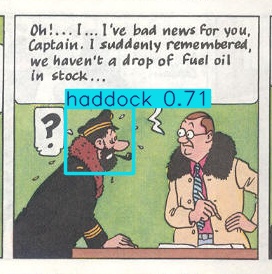 Oh!... I... I've bad news for you,
Captain. I suddenly remembered,
we haven't a drop of fuel oil
in stock...
haddock 0.71
?